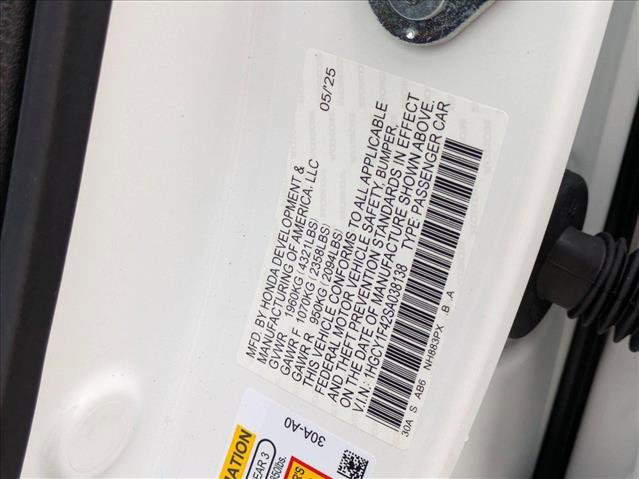 05/25
MFD. BY HONDA DEVELOPMENT &
MANUFACTURING OF AMERICA, LLC
GVWR 1960KG (4321LBS)
GAWR F 1070KG (2358LBS)
GAWR R 950KG (2094LBS)
THIS VEHICLE CONFORMS TO ALL APPLICABLE
FEDERAL MOTOR VEHICLE SAFETY, BUMPER,
AND THEFT PREVENTION STANDARDS IN EFFECT
ON THE DATE OF MANUFACTURE SHOWN ABOVE.
V.I.N.: 1HGCY1F42SA038138 TYPE: PASSENGER CAR
30A S AB6 NH883PX B A
30A-A0
EAR 3